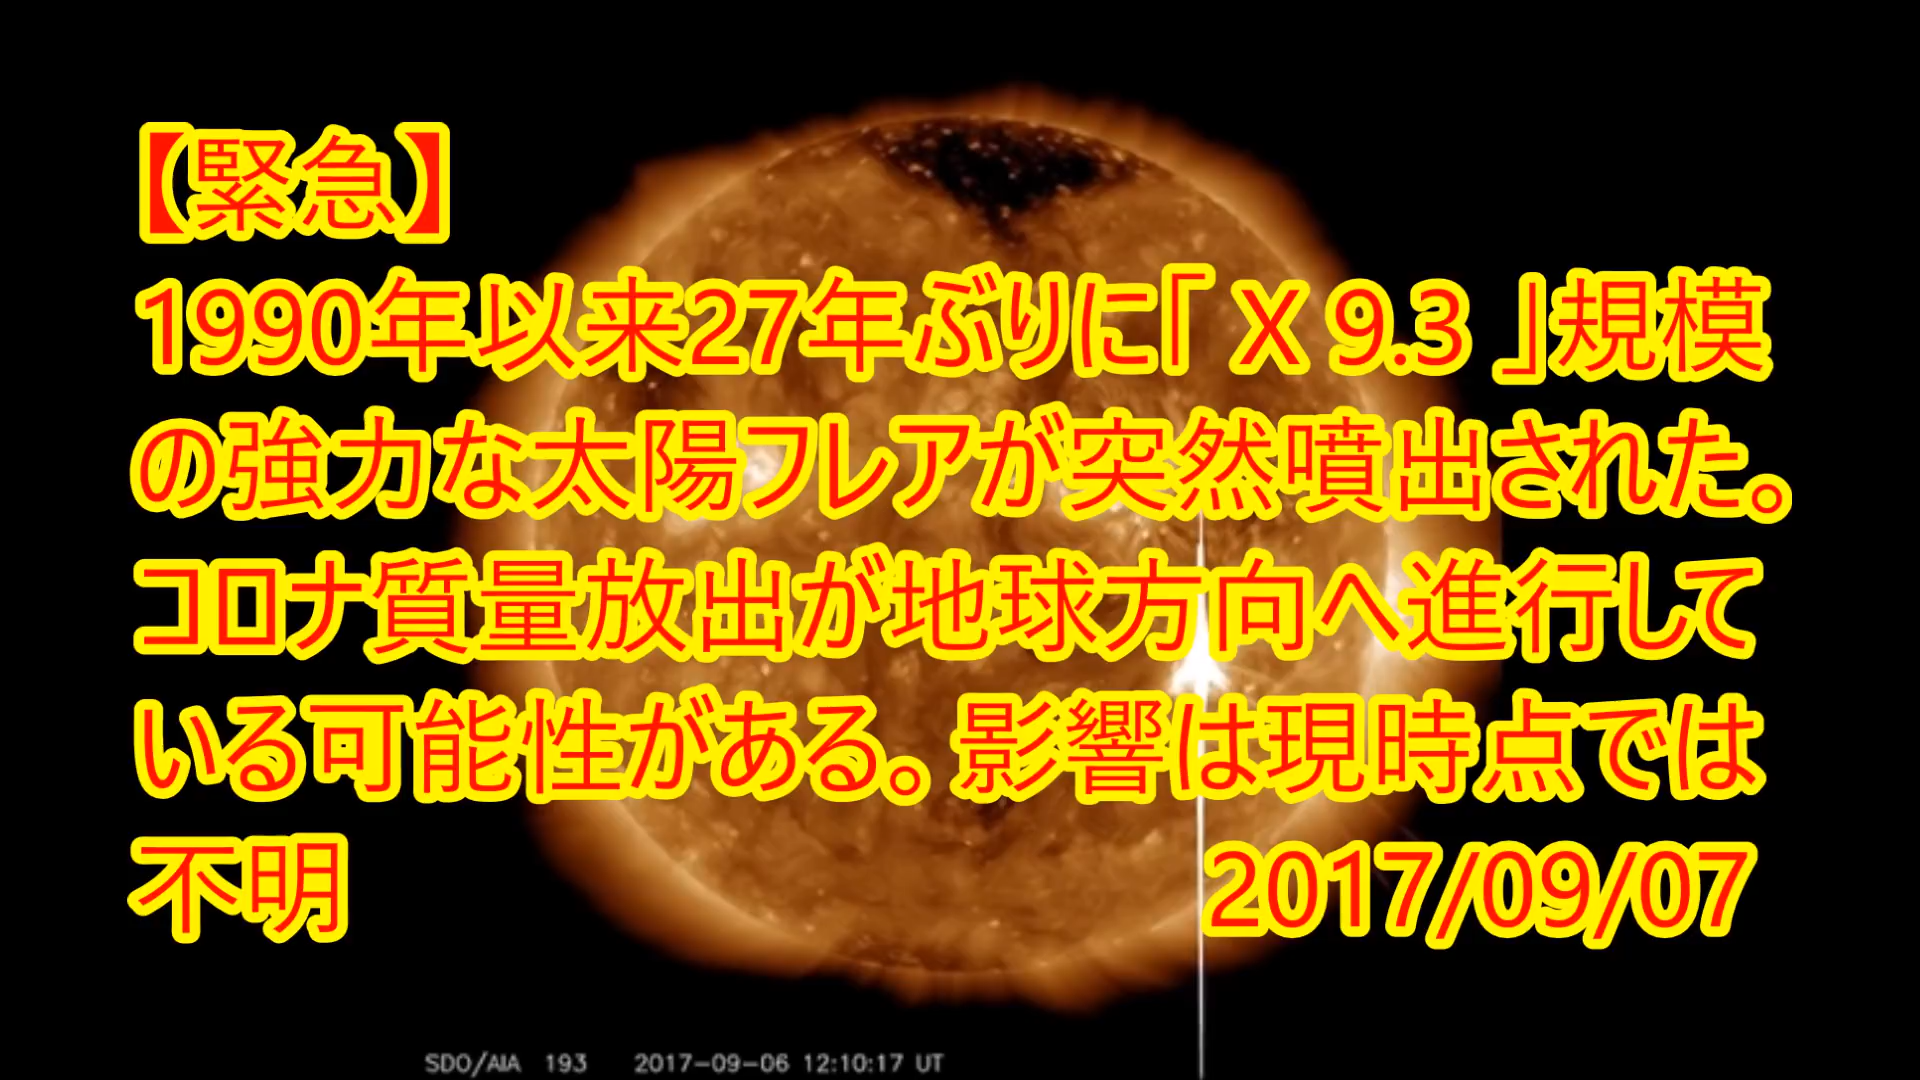 【緊急】
1990年以来27年ぶりに「 X 9.3 」規模
の強力な太陽フレアが突然噴出された。
コロナ質量放出が地球方向へ進行して
いる可能性がある。影響は現時点では
不明 2017/09/07
SDO/AIA 193 2017-09-06 12:10:17 UT